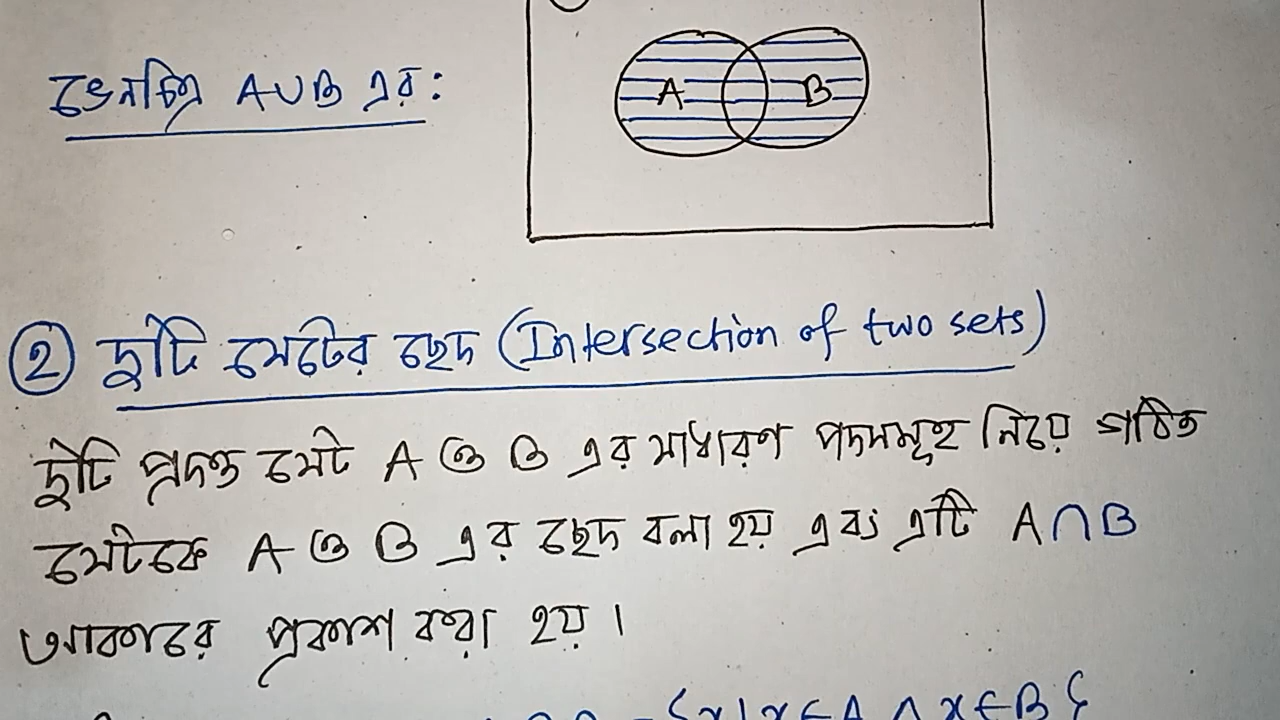 ভেনচিত্র A∪B এর:
A B
② দুটি সেটের ছেদ (Intersection of two sets)
দুটি প্রদত্ত সেট A ও B এর সাধারণ পদসমূহ নিয়ে গঠিত
সেটকে A ও B এর ছেদ বলা হয় এবং এটি A∩B
আকারে প্রকাশ করা হয়।
= {x|x∈A ∩ x∈B}